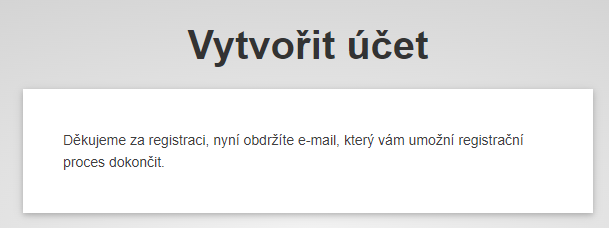 Vytvořit účet
Děkujeme za registraci, nyní obdržíte e-mail, který vám umožní registrační
proces dokončit.